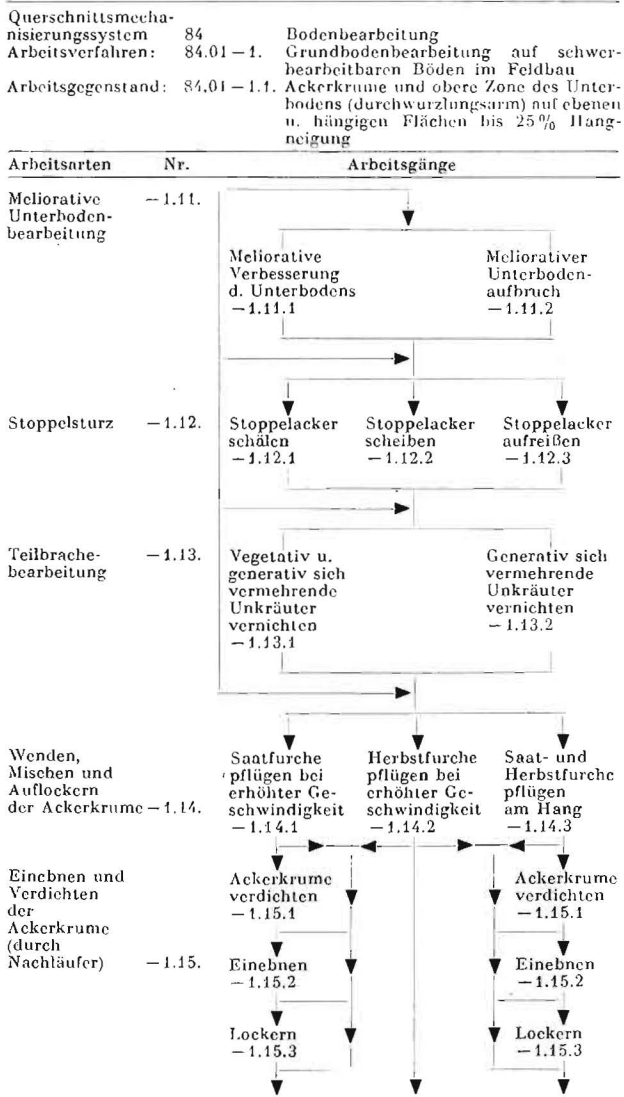 Querschnittsmecha-
nisierungssystem 84 Bodenbearbeitung
Arbeitsverfahren: 84.01 – 1. Grundbodenbearbeitung auf schwer-
bearbeitbaren Böden im Feldbau
Arbeitsgegenstand: 84.01 – 1.1. Ackerkrume und obere Zone des Unter-
bodens (durchwurzlungsarm) auf ebenen
u. hängigen Flächen bis 25 % Hang-
neigung
Arbeitsarten Nr. Arbeitsgänge
Meliorative – 1.11.
Unterboden-
bearbeitung
Meliorative
Verbesserung
d. Unterbodens
– 1.11.1
Meliorativer
Unterboden-
aufbruch
– 1.11.2
Stoppelsturz – 1.12.
Stoppelacker
schälen
– 1.12.1
Stoppelacker
scheiben
– 1.12.2
Stoppelacker
aufreißen
– 1.12.3
Teilbrache- – 1.13.
bearbeitung
Vegetativ u.
generativ sich
vermehrende
Unkräuter
vernichten
– 1.13.1
Generativ sich
vermehrende
Unkräuter
vernichten
– 1.13.2
Wenden,
Mischen und
Auflockern
der Ackerkrume – 1.14.
Saatfurche
pflügen bei
erhöhter Ge-
schwindigkeit
– 1.14.1
Herbstfurche
pflügen bei
erhöhter Ge-
schwindigkeit
– 1.14.2
Saat- und
Herbstfurche
pflügen
am Hang
– 1.14.3
Einebnen und
Verdichten
der
Ackerkrume
(durch
Nachläufer) – 1.15.
Ackerkrume
verdichten
– 1.15.1
Einebnen
– 1.15.2
Lockern
– 1.15.3
Ackerkrume
verdichten
– 1.15.1
Einebnen
– 1.15.2
Lockern
– 1.15.3